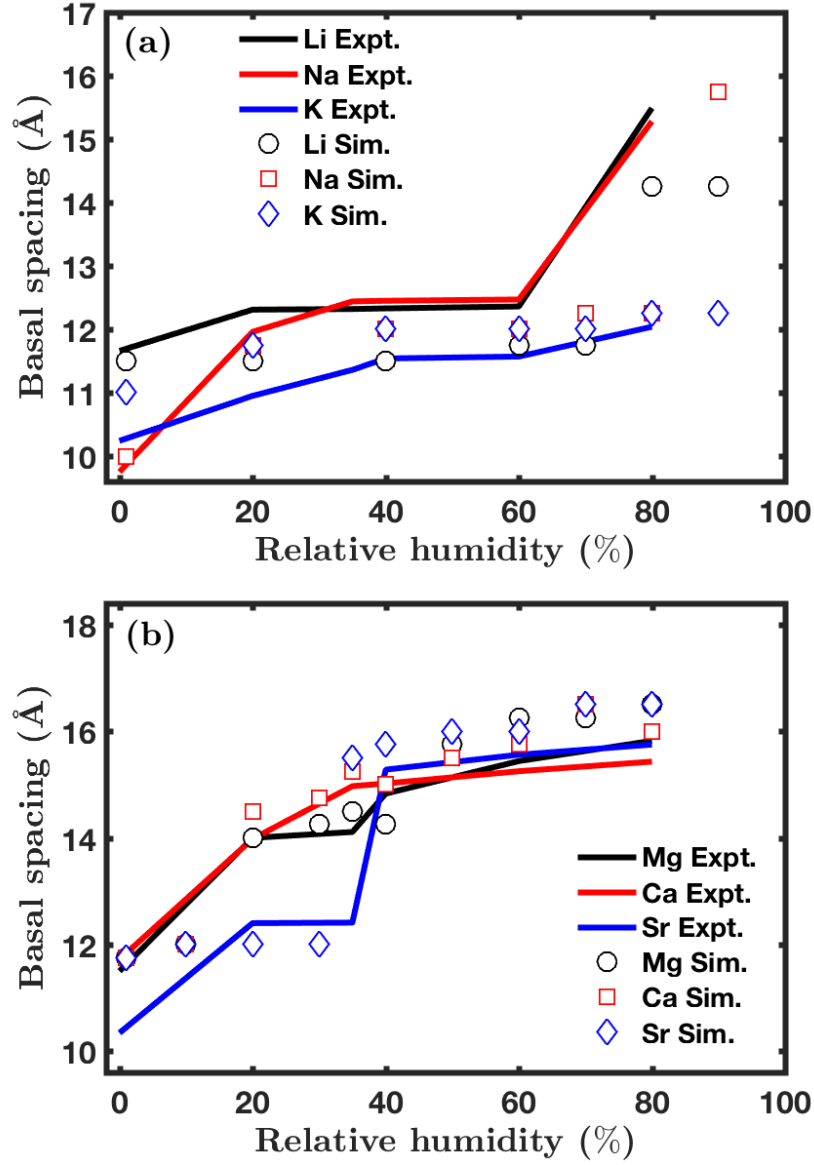 (a)
Li Expt.
Na Expt.
K Expt.
Li Sim.
Na Sim.
K Sim.
17
16
15
14
13
12
11
10
Basal spacing (Å)
0 20 40 60 80 100
Relative humidity (%)
(b)
18
16
14
12
10
Basal spacing (Å)
Mg Expt.
Ca Expt.
Sr Expt.
Mg Sim.
Ca Sim.
Sr Sim.
0 20 40 60 80 100
Relative humidity (%)